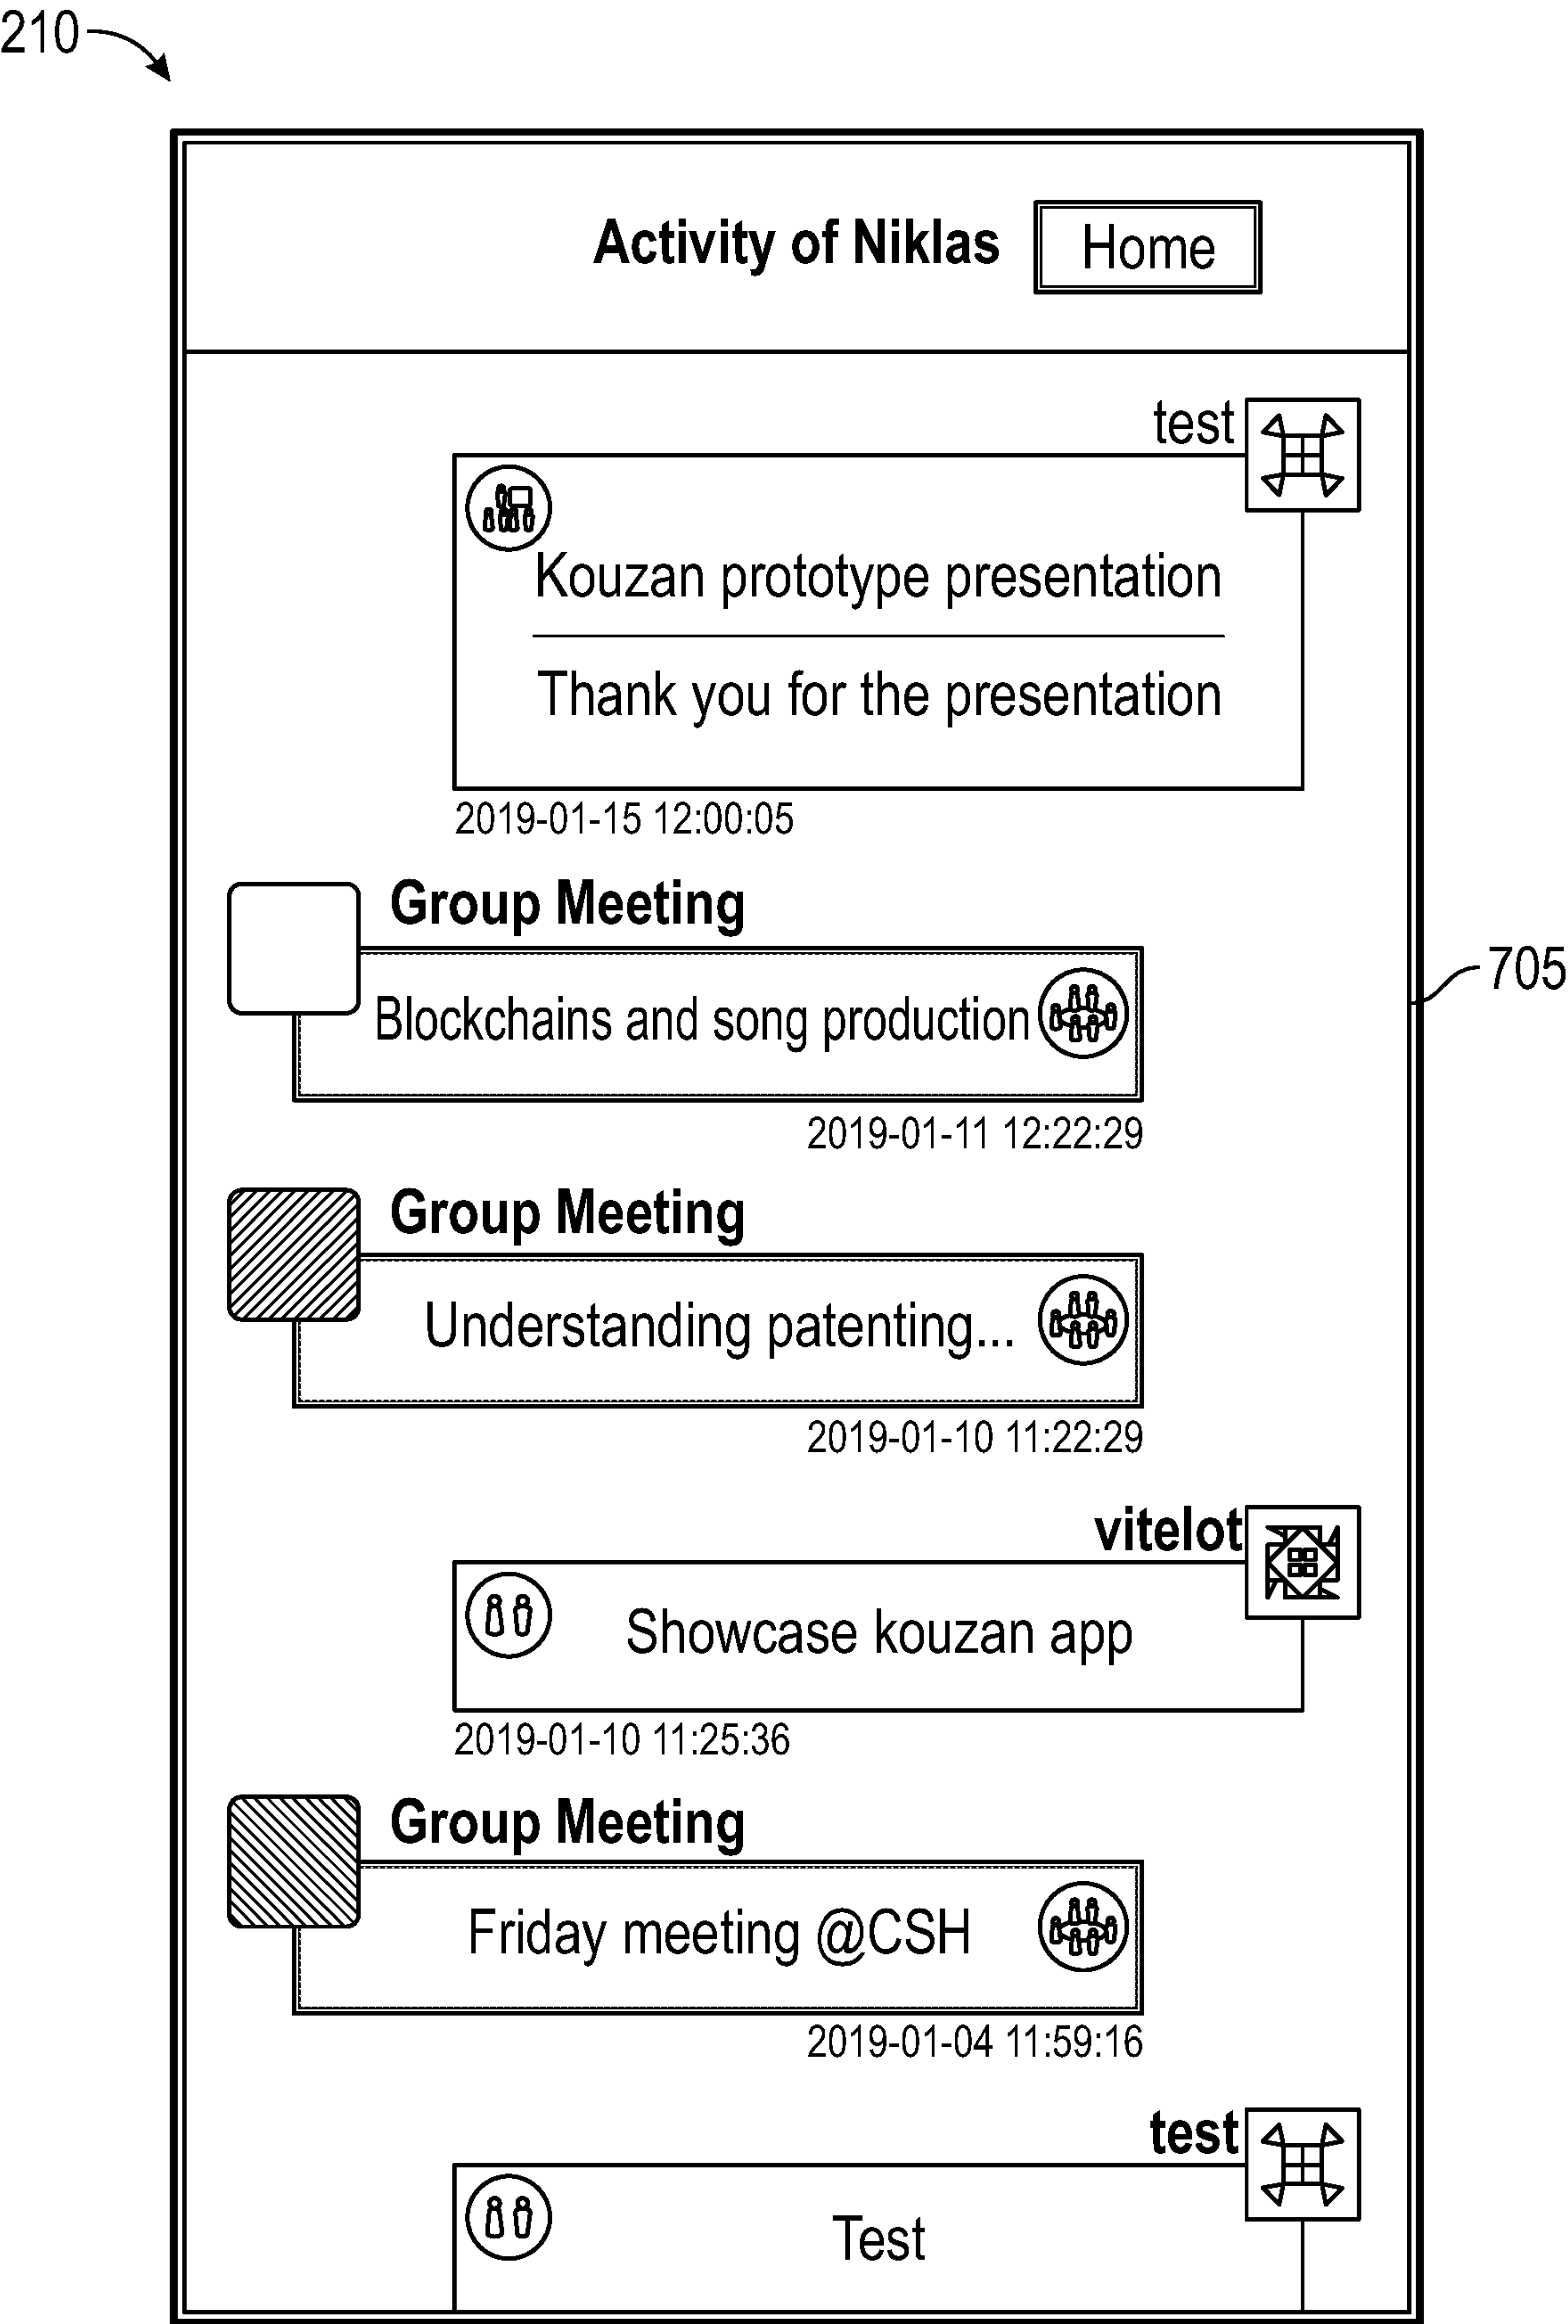 210
Activity of Niklas
Home
test
Kouzan prototype presentation
Thank you for the presentation
2019-01-15 12:00:05
Group Meeting
705
Blockchains and song production
2019-01-11 12:22:29
Group Meeting
Understanding patenting...
2019-01-10 11:22:29
vitelot
Showcase kouzan app
2019-01-10 11:25:36
Group Meeting
Friday meeting @CSH
2019-01-04 11:59:16
test
Test